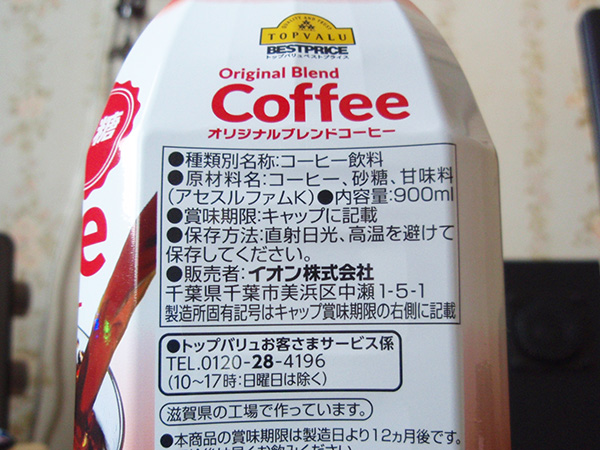 QUALITY AND TRUST
TOPVALU
BESTPRICE
トップバリュベストプライス
Original Blend
Coffee
オリジナルブレンドコーヒー
糖
e
●種類別名称:コーヒー飲料
●原材料名:コーヒー、砂糖、甘味料
(アセスルファムK) ●内容量:900ml
●賞味期限:キャップに記載
●保存方法:直射日光、高温を避けて
保存してください。
●販売者:イオン株式会社
千葉県千葉市美浜区中瀬1-5-1
製造所固有記号はキャップ賞味期限の右側に記載
●トップバリュお客さまサービス係
TEL.0120-28-4196
(10~17時:日曜日は除く)
滋賀県の工場で作っています。
●本商品の賞味期限は製造日より12ヵ月後です。